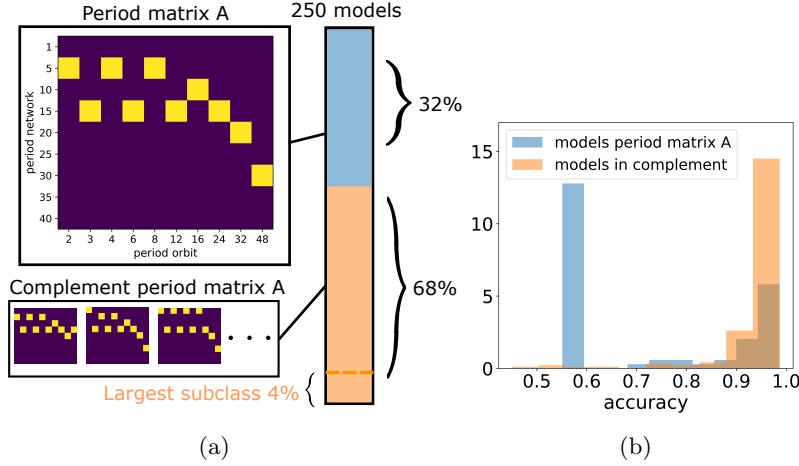 Period matrix A
250 models
period network
1
5
10
15
20
30
35
40
2 3 4 6 8 12 16 24 32 48
period orbit
32%
68%
Complement period matrix A
. . . .
Largest subclass 4%
(a)
models period matrix A
models in complement
15
10
5
0
0.5 0.6 0.7 0.8 0.9 1.0
accuracy
(b)